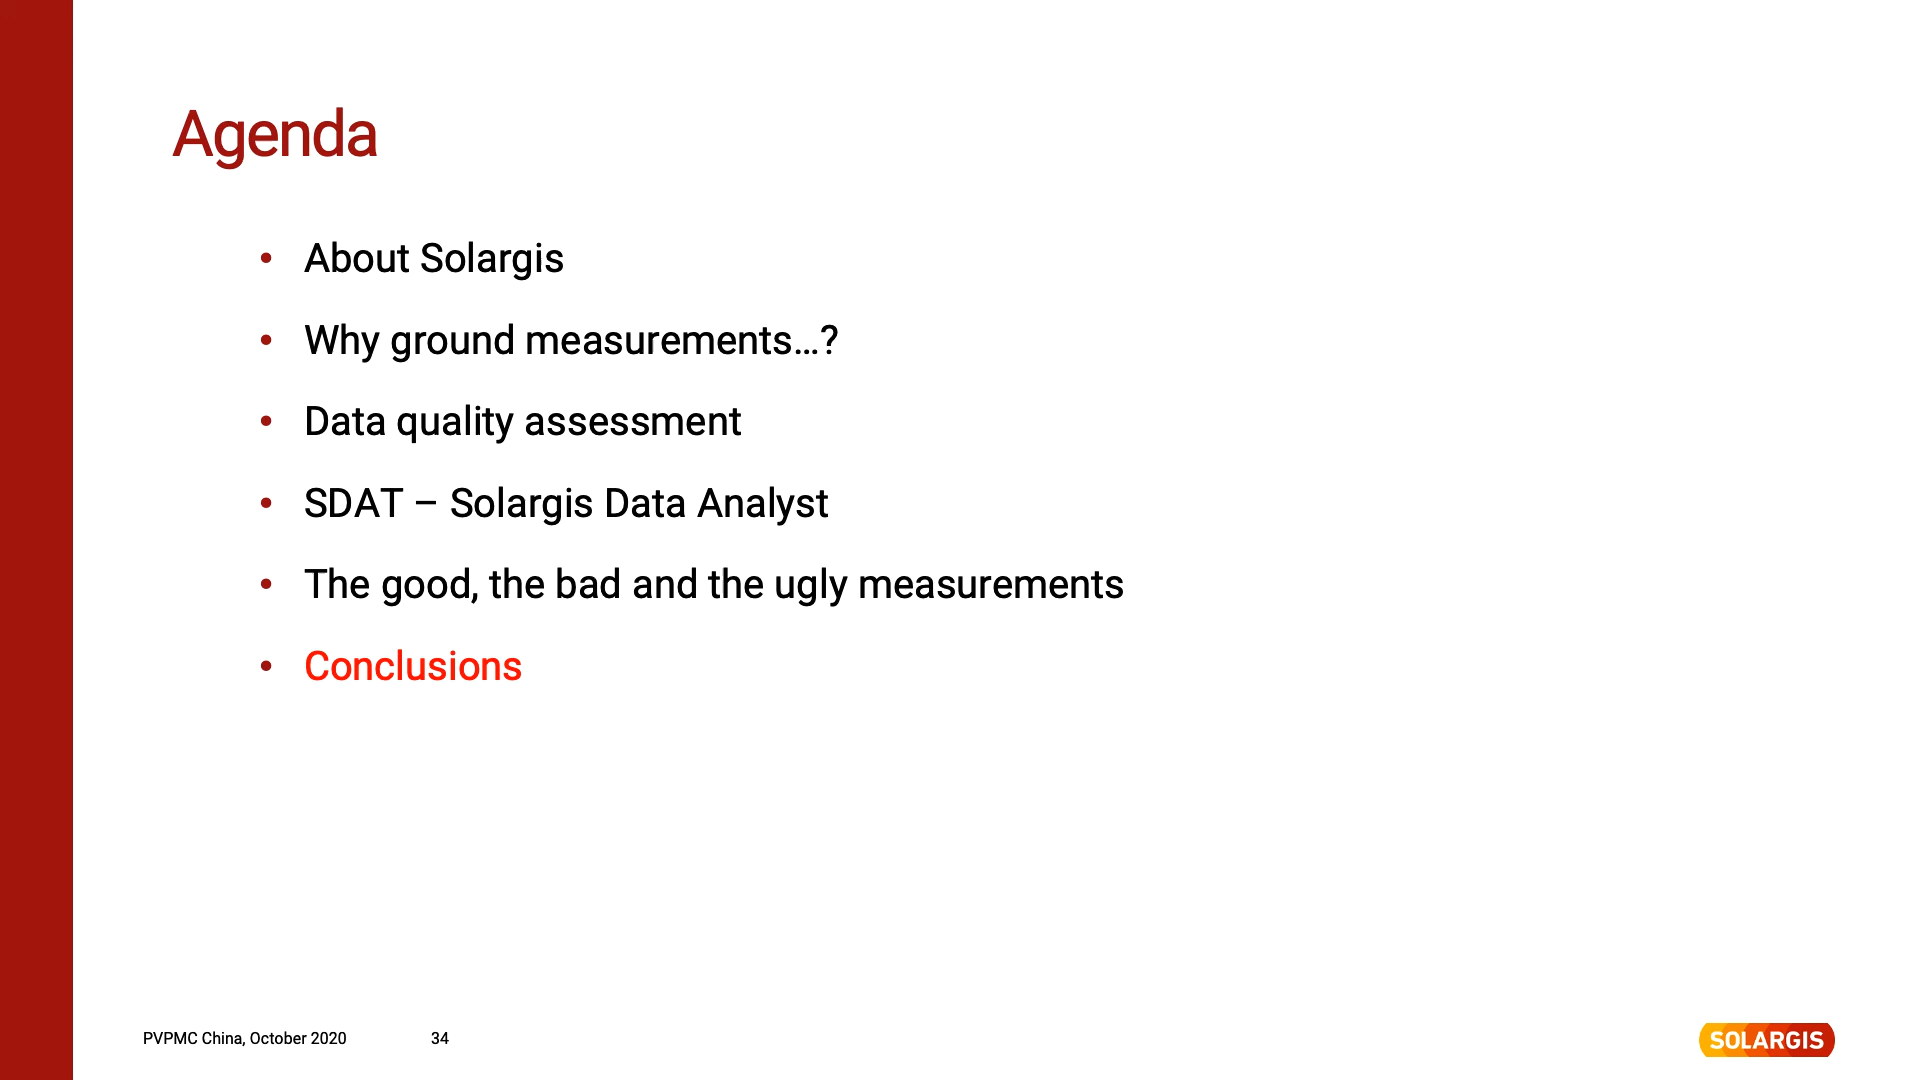 Agenda
• About Solargis
• Why ground measurements...?
• Data quality assessment
• SDAT – Solargis Data Analyst
• The good, the bad and the ugly measurements
• Conclusions
PVPMC China, October 2020 34
SOLARGIS